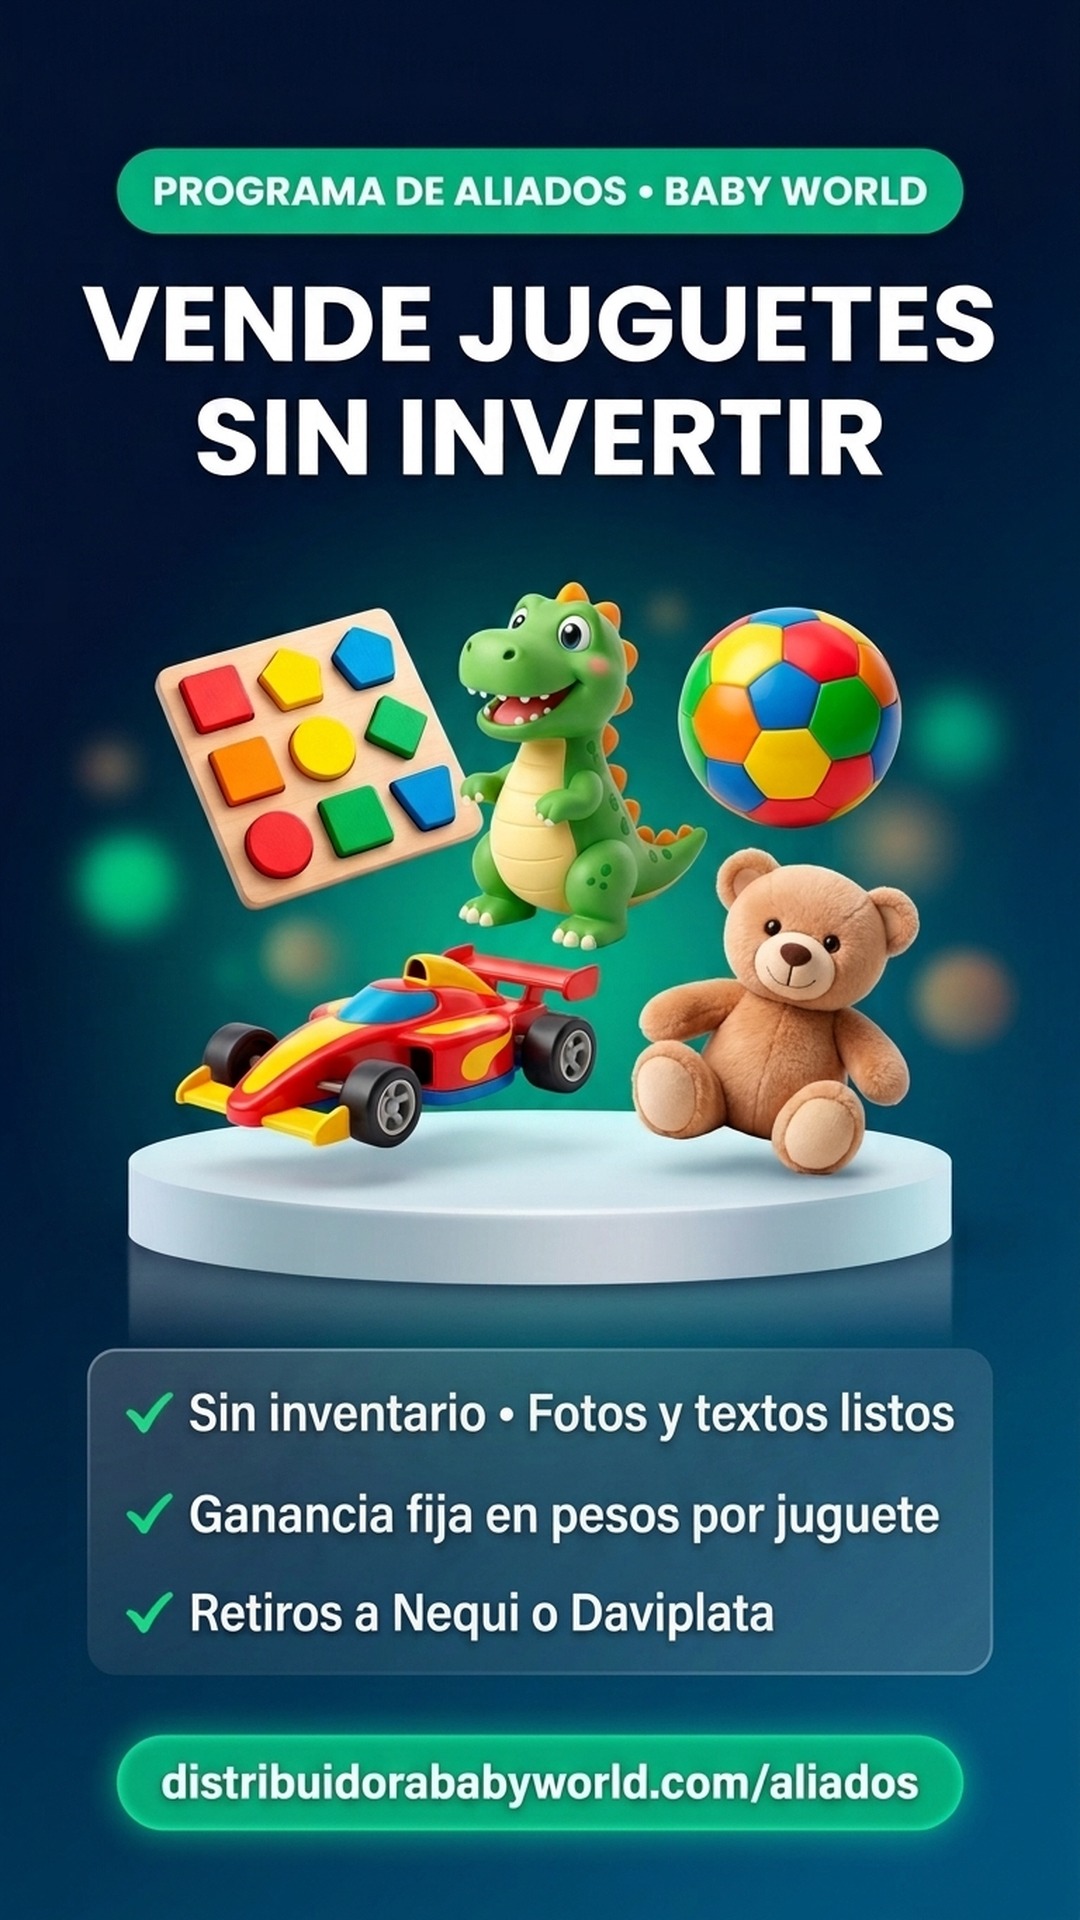 PROGRAMA DE ALIADOS • BABY WORLD
VENDE JUGUETES
SIN INVERTIR
✓ Sin inventario • Fotos y textos listos
✓ Ganancia fija en pesos por juguete
✓ Retiros a Nequi o Daviplata
distribuidorababyworld.com/aliados